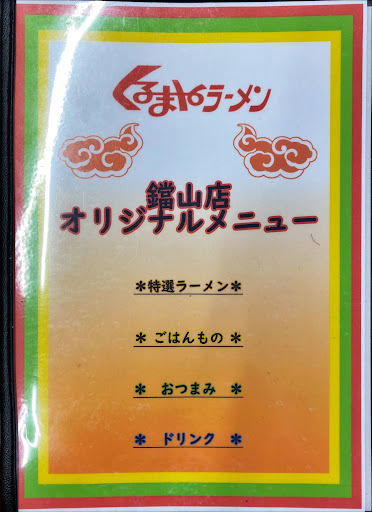 くるまやラーメン
鐺山店
オリジナルメニュー
＊特選ラーメン＊
＊ ごはんもの ＊
＊ おつまみ ＊
＊ ドリンク ＊